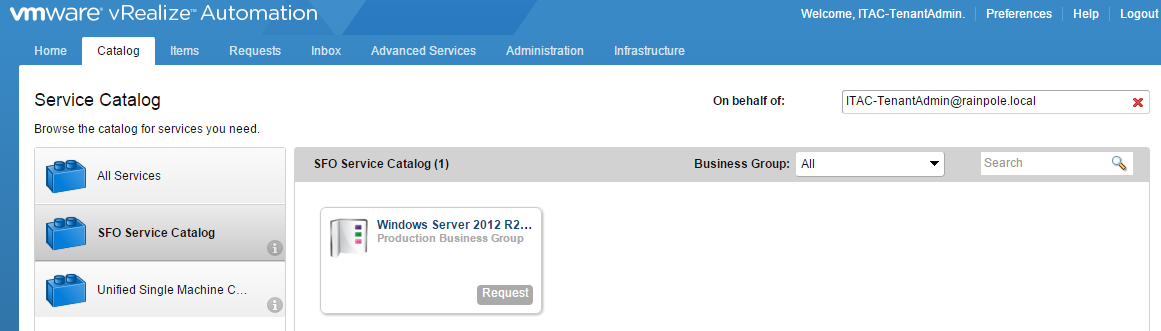 vmware® vRealize™ Automation
Welcome, ITAC-TenantAdmin. Preferences Help Logout
Home Catalog Items Requests Inbox Advanced Services Administration Infrastructure
Service Catalog
On behalf of: ITAC-TenantAdmin@rainpole.local
Browse the catalog for services you need.
SFO Service Catalog (1) Business Group: All Search
All Services
SFO Service Catalog
Unified Single Machine C...
Windows Server 2012 R2...
Production Business Group
Request